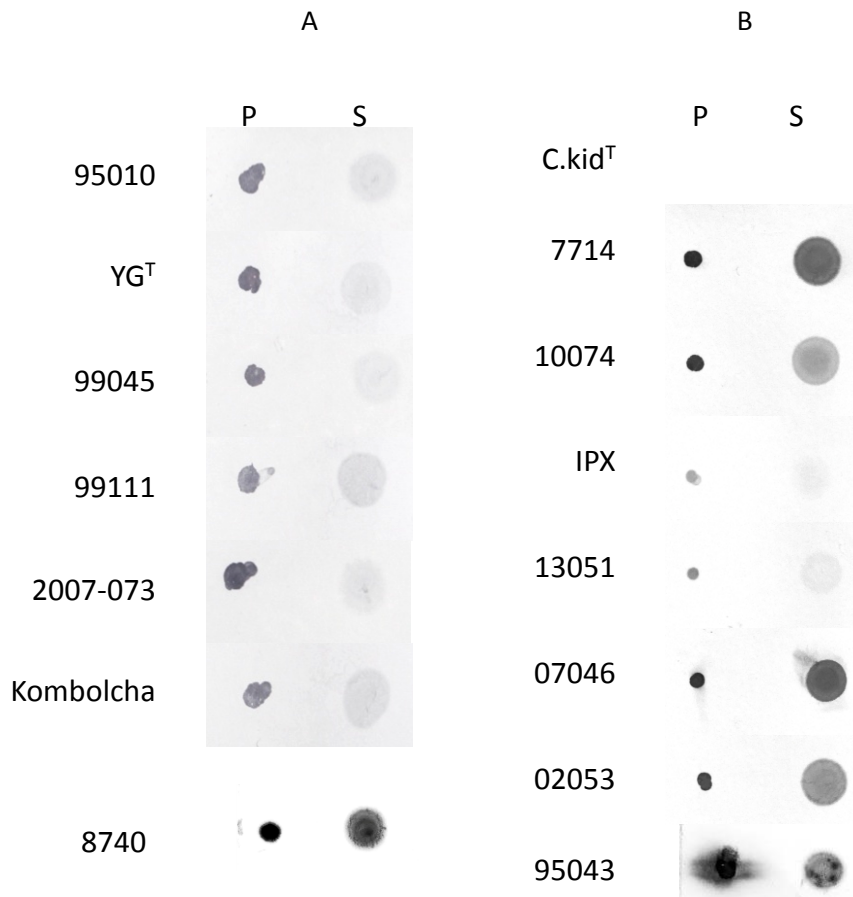 A
P S
95010
YGᵀ
99045
99111
2007-073
Kombolcha
8740
B
P S
C.kidᵀ
7714
10074
IPX
13051
07046
02053
95043